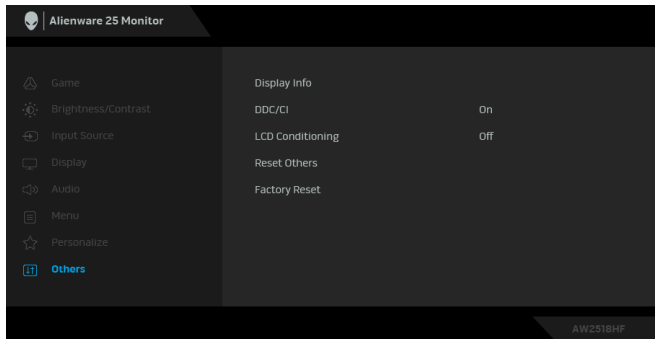 Alienware 25 Monitor
Game
Brightness/Contrast
Input Source
Display
Audio
Menu
Personalize
Others
Display Info
DDC/CI On
LCD Conditioning Off
Reset Others
Factory Reset
AW2518HF